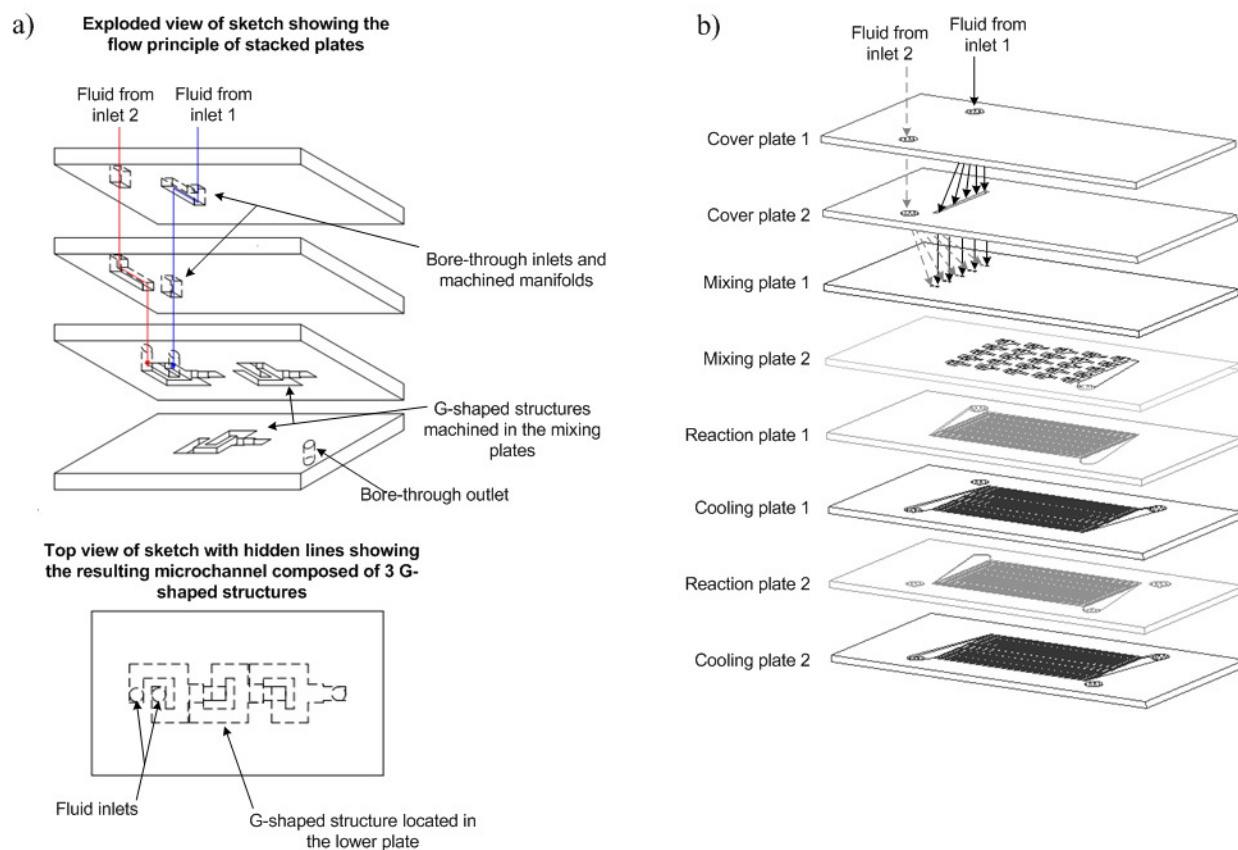 a)
Exploded view of sketch showing the
flow principle of stacked plates
Fluid from
inlet 2
Fluid from
inlet 1
Bore-through inlets and
machined manifolds
G-shaped structures
machined in the mixing
plates
Bore-through outlet
Top view of sketch with hidden lines showing
the resulting microchannel composed of 3 G-
shaped structures
Fluid inlets
G-shaped structure located in
the lower plate
b)
Fluid from
inlet 2
Fluid from
inlet 1
Cover plate 1
Cover plate 2
Mixing plate 1
Mixing plate 2
Reaction plate 1
Cooling plate 1
Reaction plate 2
Cooling plate 2